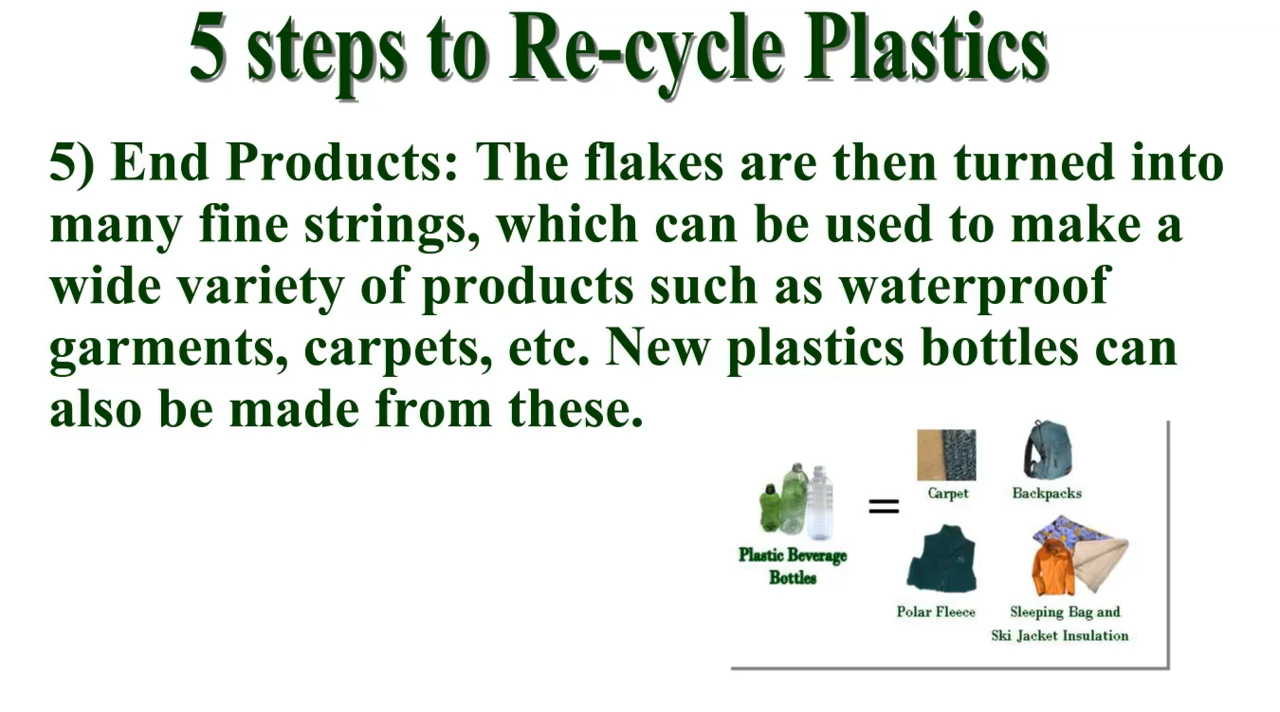 5 steps to Re-cycle Plastics
5) End Products: The flakes are then turned into
many fine strings, which can be used to make a
wide variety of products such as waterproof
garments, carpets, etc. New plastics bottles can
also be made from these.
Plastic Beverage
Bottles
=
Carpet
Backpacks
Polar Fleece
Sleeping Bag and
Ski Jacket Insulation